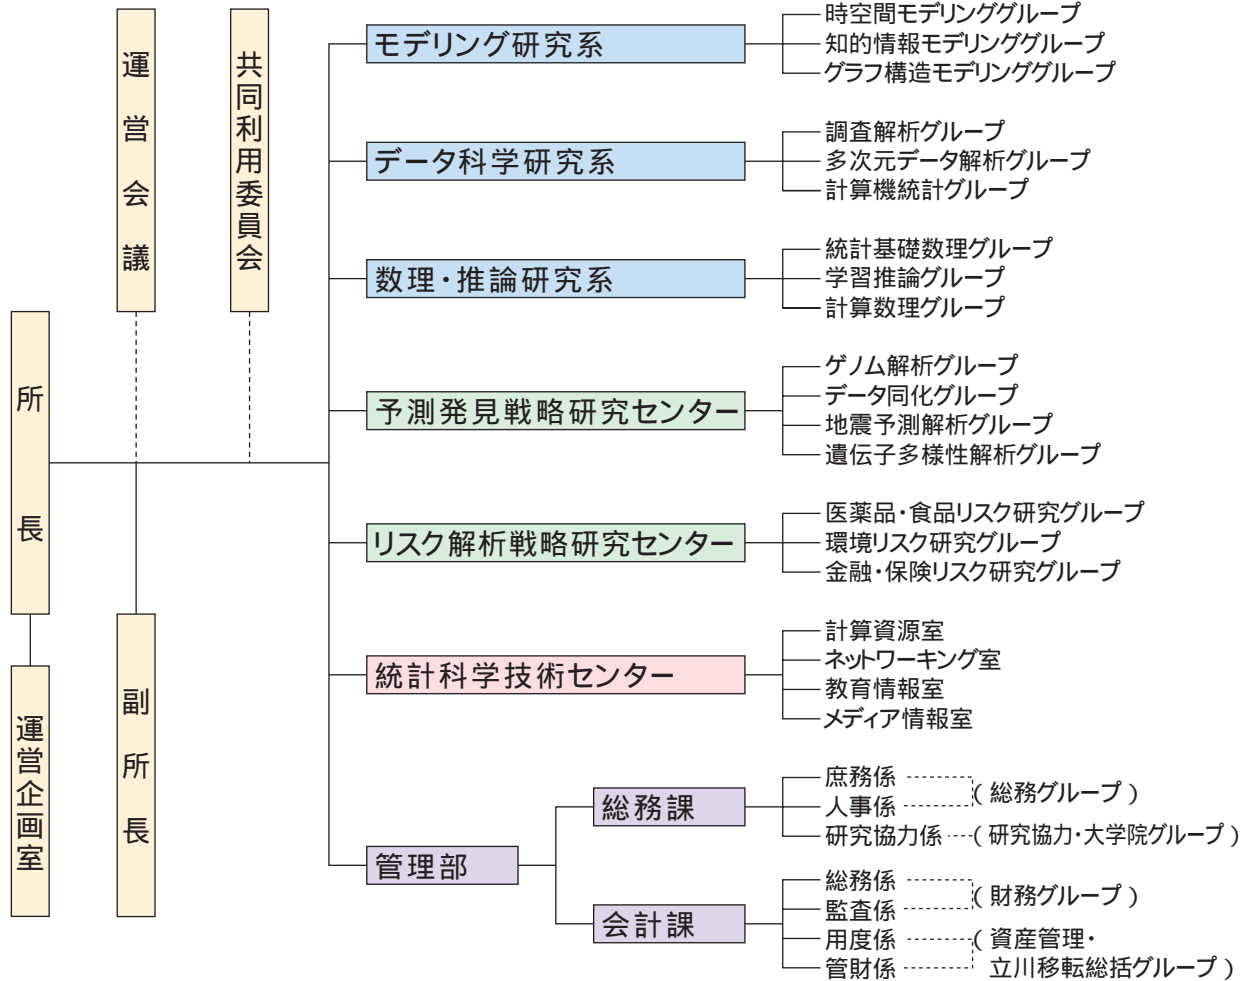 運営会議
共同利用委員会
所長
運営企画室
副所長
モデリング研究系
時空間モデリンググループ
知的情報モデリンググループ
グラフ構造モデリンググループ
データ科学研究系
調査解析グループ
多次元データ解析グループ
計算機統計グループ
数理・推論研究系
統計基礎数理グループ
学習推論グループ
計算数理グループ
予測発見戦略研究センター
ゲノム解析グループ
データ同化グループ
地震予測解析グループ
遺伝子多様性解析グループ
リスク解析戦略研究センター
医薬品・食品リスク研究グループ
環境リスク研究グループ
金融・保険リスク研究グループ
統計科学技術センター
計算資源室
ネットワーキング室
教育情報室
メディア情報室
管理部
総務課
庶務係
人事係
(総務グループ)
研究協力係 (研究協力・大学院グループ)
会計課
総務係
監査係
(財務グループ)
用度係 (資産管理・
管財係 立川移転総括グループ)